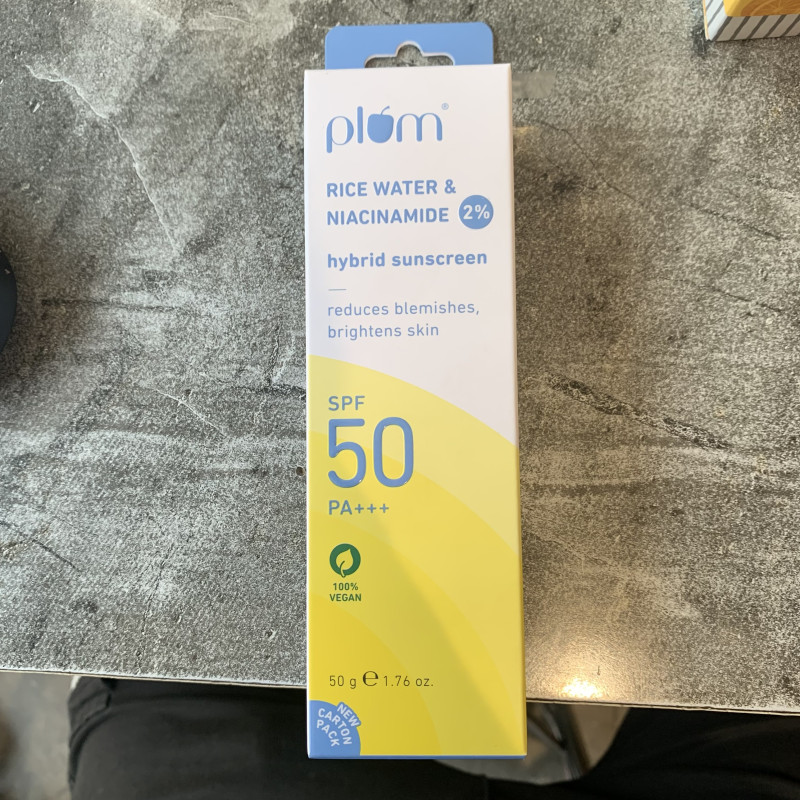 plum®
RICE WATER &
NIACINAMIDE 2%
hybrid sunscreen
reduces blemishes,
brightens skin
SPF
50
PA+++
100%
VEGAN
50 g ℮ 1.76 oz.
NEW
CARTON
PACK